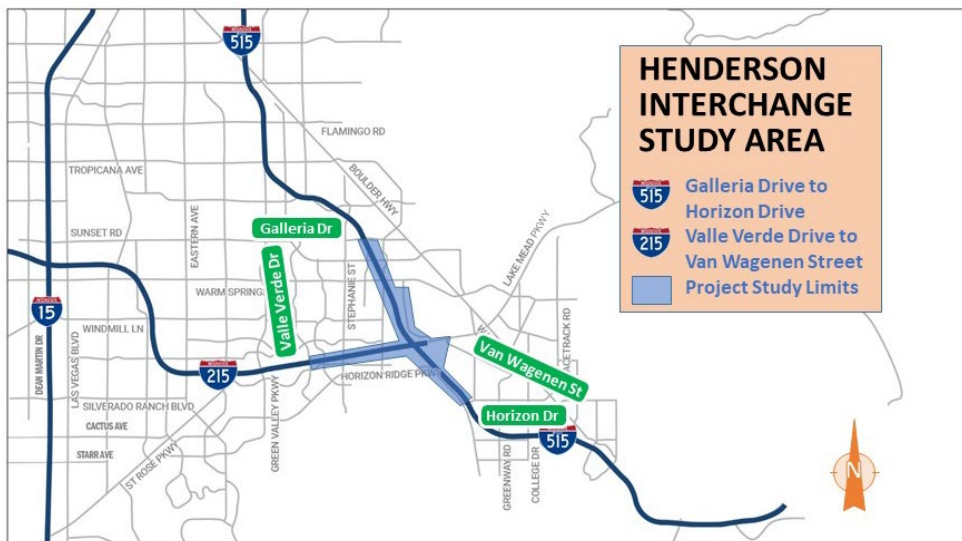 INTERSTATE
515
HENDERSON
INTERCHANGE
STUDY AREA
515
Galleria Drive to
Horizon Drive
215
Valle Verde Drive to
Van Wagenen Street
Project Study Limits
FLAMINGO RD
TROPICANA AVE
BOULDER HWY
EASTERN AVE
SUNSET RD
Galleria Dr
Valle Verde Dr
STEPHANIE ST
LAKE MEAD PKWY
WARM SPRINGS
15
WINDMILL LN
DEAN MARTIN DR
LAS VEGAS BLVD
215
HORIZON RIDGE PKWY
Van Wagenen St
ACETRACK RD
SILVERADO RANCH BLVD
GREEN VALLEY PKWY
CACTUS AVE
STARR AVE
ST ROSE PKWY
Horizon Dr
515
GREENWAY RD
COLLEGE DR
N